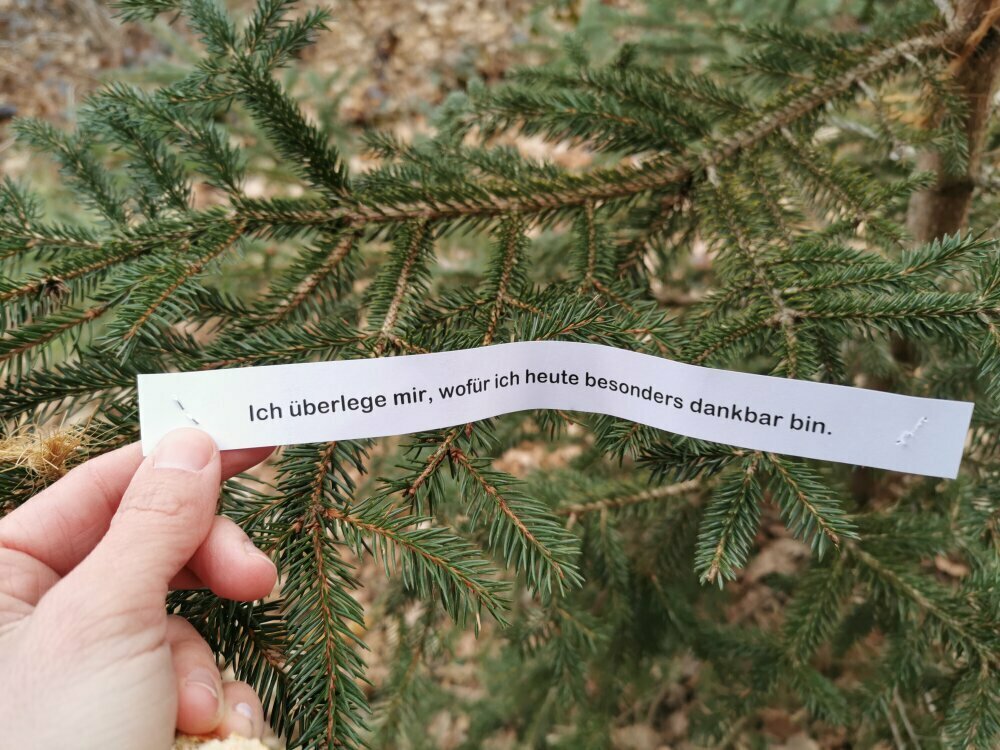 Ich überlege mir, wofür ich heute besonders dankbar bin.